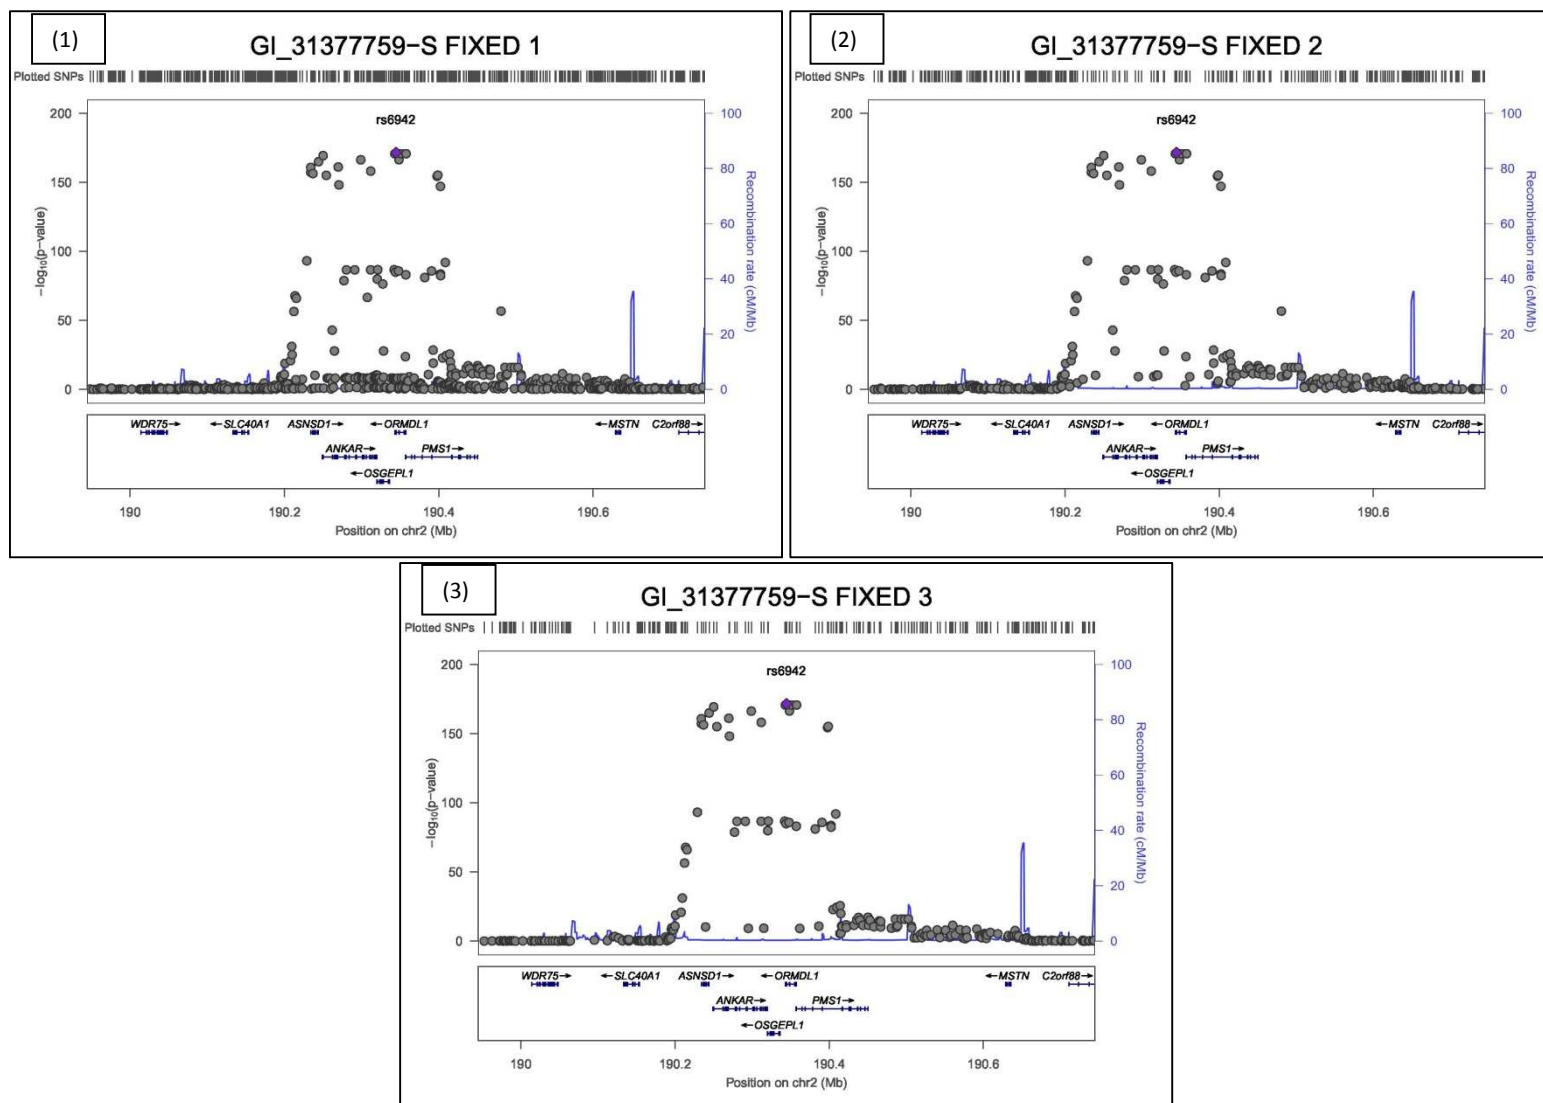 (1)
GI_31377759−S FIXED 1
Plotted SNPs
200
150
100
50
0
−log10(p−value)
rs6942
100
80
60
40
20
0
Recombination rate (cM/Mb)
WDR75→
←SLC40A1
ASNSD1→
←ORMDL1
←MSTN
C2orf88→
ANKAR→
PMS1→
←OSGEPL1
190
190.2
190.4
190.6
Position on chr2 (Mb)
(2)
GI_31377759−S FIXED 2
Plotted SNPs
200
150
100
50
0
−log10(p−value)
rs6942
100
80
60
40
20
0
Recombination rate (cM/Mb)
WDR75→
←SLC40A1
ASNSD1→
←ORMDL1
←MSTN
C2orf88→
ANKAR→
PMS1→
←OSGEPL1
190
190.2
190.4
190.6
Position on chr2 (Mb)
(3)
GI_31377759−S FIXED 3
Plotted SNPs
200
150
100
50
0
−log10(p−value)
rs6942
100
80
60
40
20
0
Recombination rate (cM/Mb)
WDR75→
←SLC40A1
ASNSD1→
←ORMDL1
←MSTN
C2orf88→
ANKAR→
PMS1→
←OSGEPL1
190
190.2
190.4
190.6
Position on chr2 (Mb)